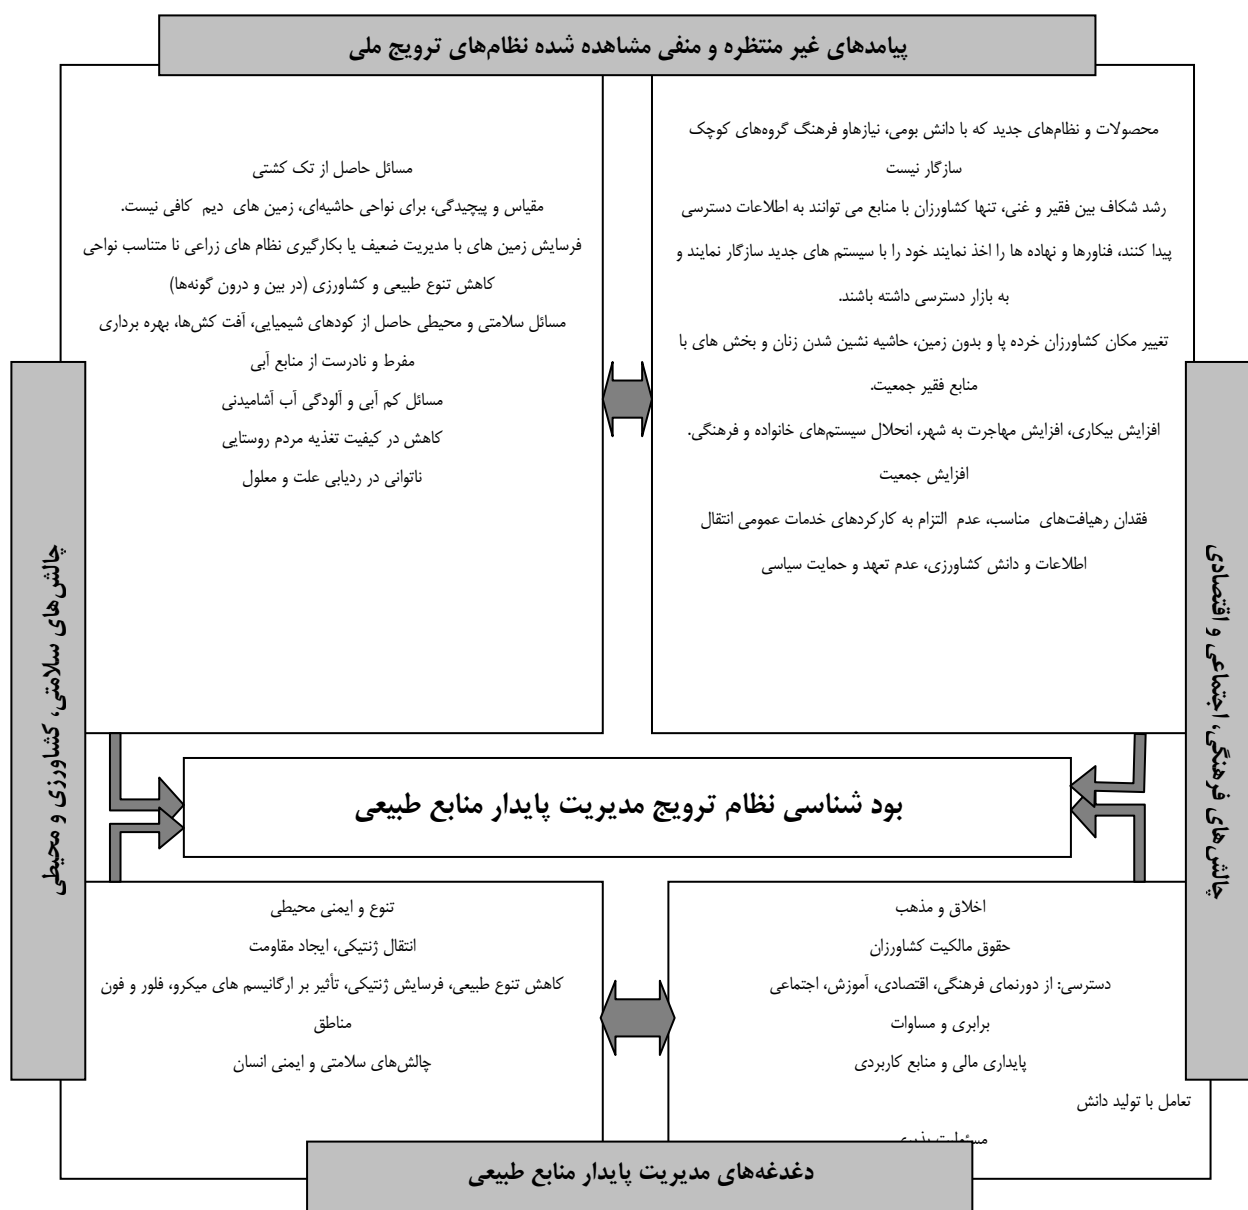 پیامدهای غیر منتظره و منفی مشاهده شده نظام‌های ترویج ملی
محصولات و نظام‌های جدید که با دانش بومی، نیازهاو فرهنگ گروه‌های کوچک
سازگار نیست
رشد شکاف بین فقیر و غنی، تنها کشاورزان با منابع می توانند به اطلاعات دسترسی
پیدا کنند، فناورها و نهاده ها را اخذ نمایند خود را با سیستم های جدید سازگار نمایند و
به بازار دسترسی داشته باشند.
تغییر مکان کشاورزان خرده پا و بدون زمین، حاشیه نشین شدن زنان و بخش های با
منابع فقیر جمعیت.
افزایش بیکاری، افزایش مهاجرت به شهر، انحلال سیستم‌های خانواده و فرهنگی.
افزایش جمعیت
فقدان رهیافت‌های مناسب، عدم التزام به کارکردهای خدمات عمومی انتقال
اطلاعات و دانش کشاورزی، عدم تعهد و حمایت سیاسی
مسائل حاصل از تک کشتی
مقیاس و پیچیدگی، برای نواحی حاشیه‌ای، زمین های دیم کافی نیست.
فرسایش زمین های با مدیریت ضعیف یا بکارگیری نظام های زراعی نا متناسب نواحی
کاهش تنوع طبیعی و کشاورزی (در بین و درون گونه‌ها)
مسائل سلامتی و محیطی حاصل از کودهای شیمیایی، آفت کش‌ها، بهره برداری
مفرط و نادرست از منابع آبی
مسائل کم آبی و آلودگی آب آشامیدنی
کاهش در کیفیت تغذیه مردم روستایی
ناتوانی در ردیابی علت و معلول
چالش‌های فرهنگی، اجتماعی و اقتصادی
چالش‌های سلامتی، کشاورزی و محیطی
بود شناسی نظام ترویج مدیریت پایدار منابع طبیعی
اخلاق و مذهب
حقوق مالکیت کشاورزان
دسترسی: از دورنمای فرهنگی، اقتصادی، آموزش، اجتماعی
برابری و مساوات
پایداری مالی و منابع کاربردی
تعامل با تولید دانش
تنوع و ایمنی محیطی
انتقال ژنتیکی، ایجاد مقاومت
کاهش تنوع طبیعی، فرسایش ژنتیکی، تأثیر بر ارگانیسم های میکرو، فلور و فون
مناطق
چالش‌های سلامتی و ایمنی انسان
دغدغه‌های مدیریت پایدار منابع طبیعی